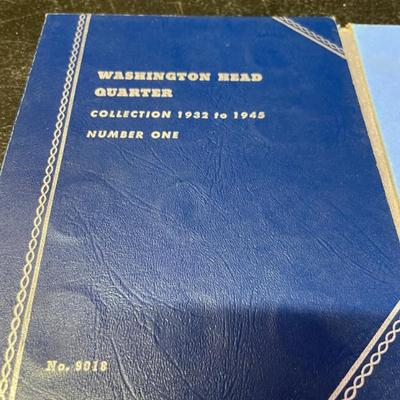 WASHINGTON HEAD
QUARTER
COLLECTION 1932 to 1945
NUMBER ONE
No. 9018